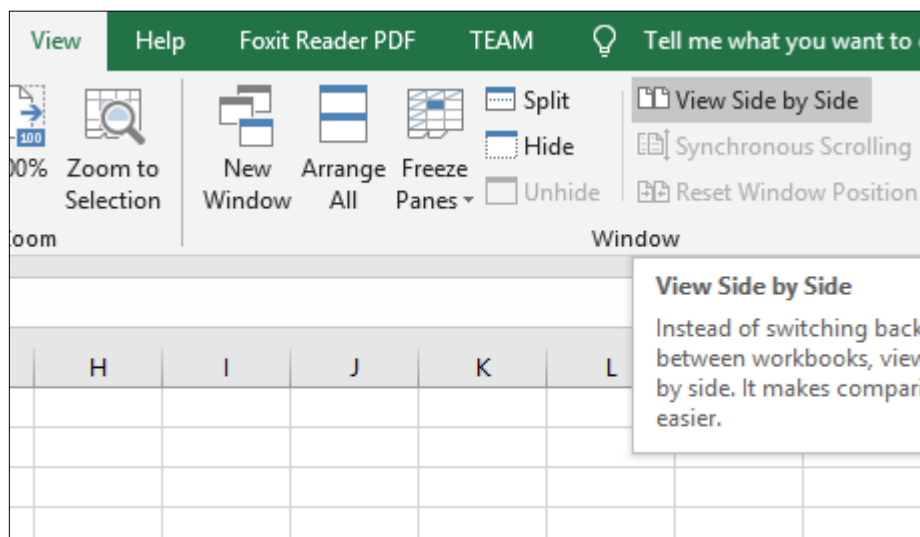 View Help Foxit Reader PDF TEAM Tell me what you want to
100
00% Zoom to Selection
New Window
Arrange All
Freeze Panes
Split
Hide
Unhide
View Side by Side
Synchronous Scrolling
Reset Window Position
Window
View Side by Side
Instead of switching back
between workbooks, view
by side. It makes compari
easier.
H I J K L